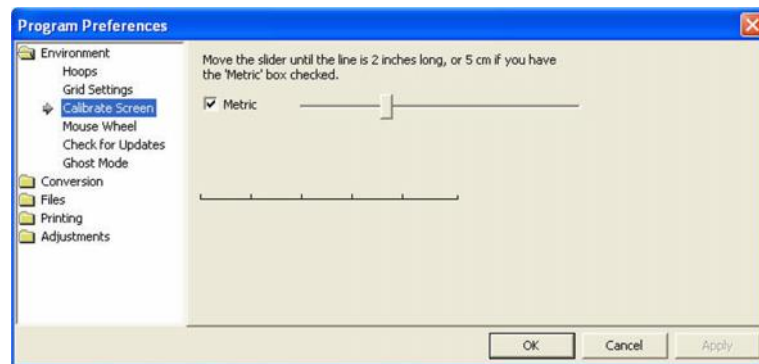 Program Preferences
Environment
Hoops
Grid Settings
Calibrate Screen
Mouse Wheel
Check for Updates
Ghost Mode
Conversion
Files
Printing
Adjustments
Move the slider until the line is 2 inches long, or 5 cm if you have
the 'Metric' box checked.
Metric
OK
Cancel
Apply